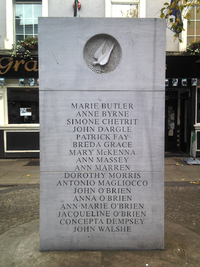 Gra
MARIE BUTLER
ANNE BYRNE
SIMONE CHETRIT
JOHN DARGLE
PATRICK FAY
BREDA GRACE
MARY McKENNA
ANN MASSEY
ANN MARREN
DOROTHY MORRIS
ANTONIO MAGLIOCCO
JOHN O'BRIEN
ANNA O'BRIEN
ANN MARIE O'BRIEN
JACQUELINE O'BRIEN
CONCEPTA DEMPSEY
JOHN WALSHE